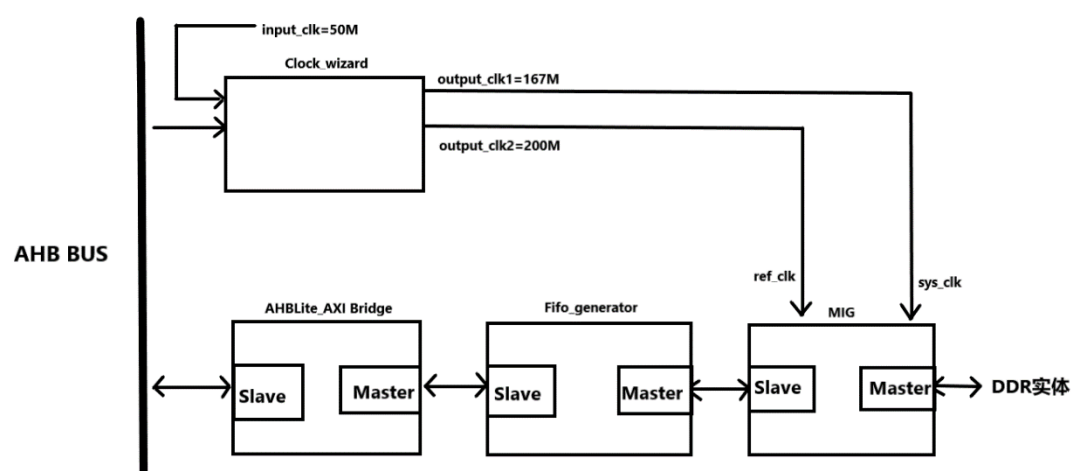 input_clk=50M
Clock_wizard
output_clk1=167M
output_clk2=200M
AHB BUS
ref_clk
sys_clk
AHBLite_AXI Bridge
Fifo_generator
MIG
Slave
Master
Slave
Master
Slave
Master
DDR实体